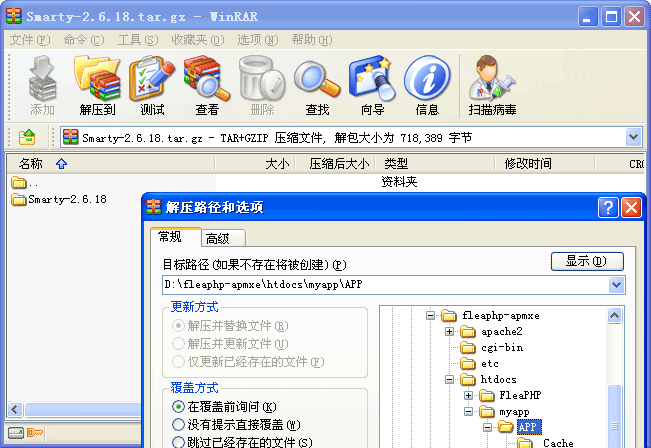 Smarty-2.6.18.tar.gz - WinRAR
文件(F) 命令(C) 工具(S) 收藏夹(O) 选项(N) 帮助(H)
添加 解压到 测试 查看 删除 查找 向导 信息 扫描病毒
Smarty-2.6.18.tar.gz - TAR+GZIP 压缩文件, 解包大小为 718,389 字节
名称 大小 压缩后大小 类型 修改时间 CRC
.. 资料夹
Smarty-2.6.18
解压路径和选项
常规 高级
目标路径(如果不存在将被创建)(P) 显示(D)
D:\fleaphp-apmxe\htdocs\myapp\APP
更新方式
解压并替换文件(R)
解压并更新文件(U)
仅更新已经存在的文件(F)
覆盖方式
在覆盖前询问(K)
没有提示直接覆盖(W)
跳过已经存在的文件(S)
fleaphp-apmxe
apache2
cgi-bin
etc
htdocs
FleaPHP
myapp
APP
Cache